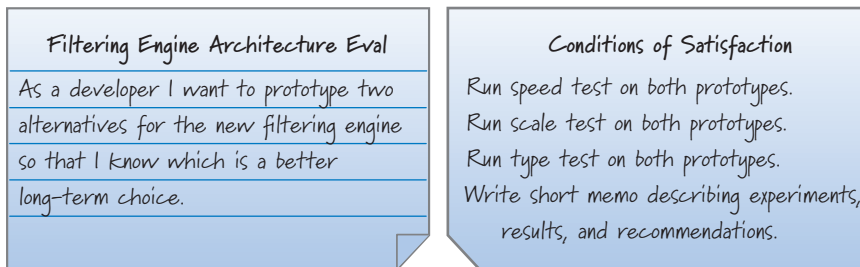 Filtering Engine Architecture Eval
As a developer I want to prototype two
alternatives for the new filtering engine
so that I know which is a better
long-term choice.
Conditions of Satisfaction
Run speed test on both prototypes.
Run scale test on both prototypes.
Run type test on both prototypes.
Write short memo describing experiments,
results, and recommendations.